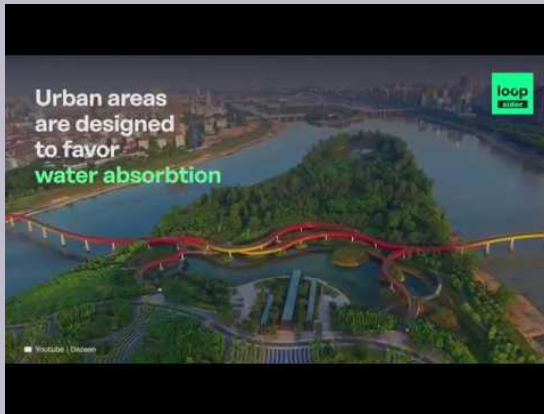 Urban areas
are designed
to favor
water absorbtion
loop
sider
Youtube | Dezeen